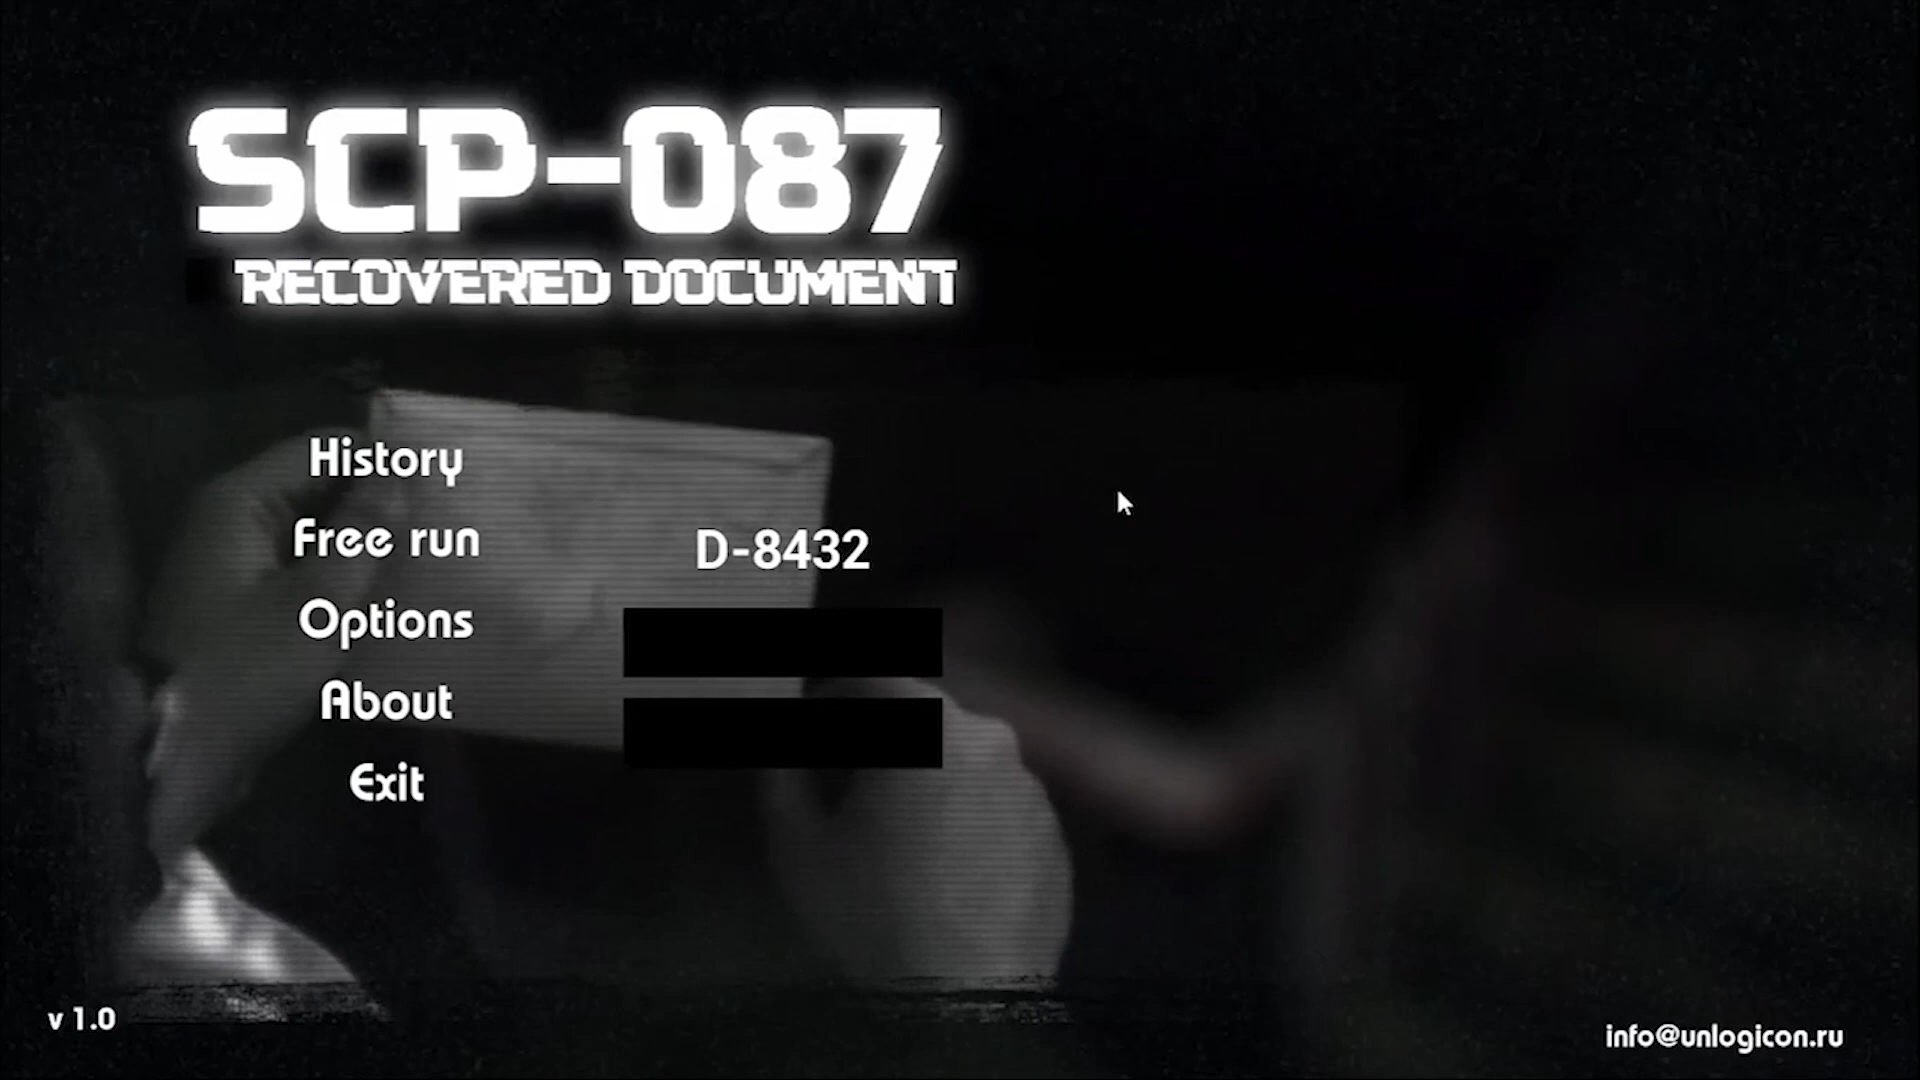 SCP-087
RECOVERED DOCUMENT
History
Free run
D-8432
Options
About
Exit
v 1.0
info@unlogicon.ru